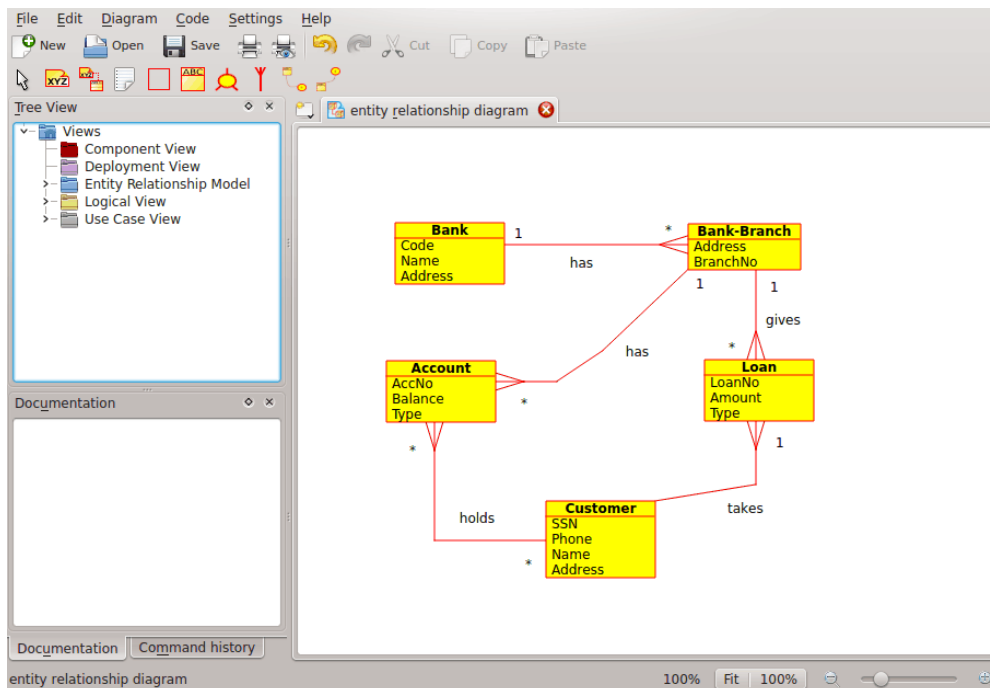 File Edit Diagram Code Settings Help
New Open Save Cut Copy Paste
XYZ XYZ ABC
Tree View
entity relationship diagram
Views
Component View
Deployment View
Entity Relationship Model
Logical View
Use Case View
Bank
Code
Name
Address
1
has
*
Bank-Branch
Address
BranchNo
1
1
gives
has
*
Account
AccNo
Balance
Type
*
*
Loan
LoanNo
Amount
Type
1
takes
holds
*
Customer
SSN
Phone
Name
Address
Documentation
Documentation Command history
entity relationship diagram
100% Fit 100%